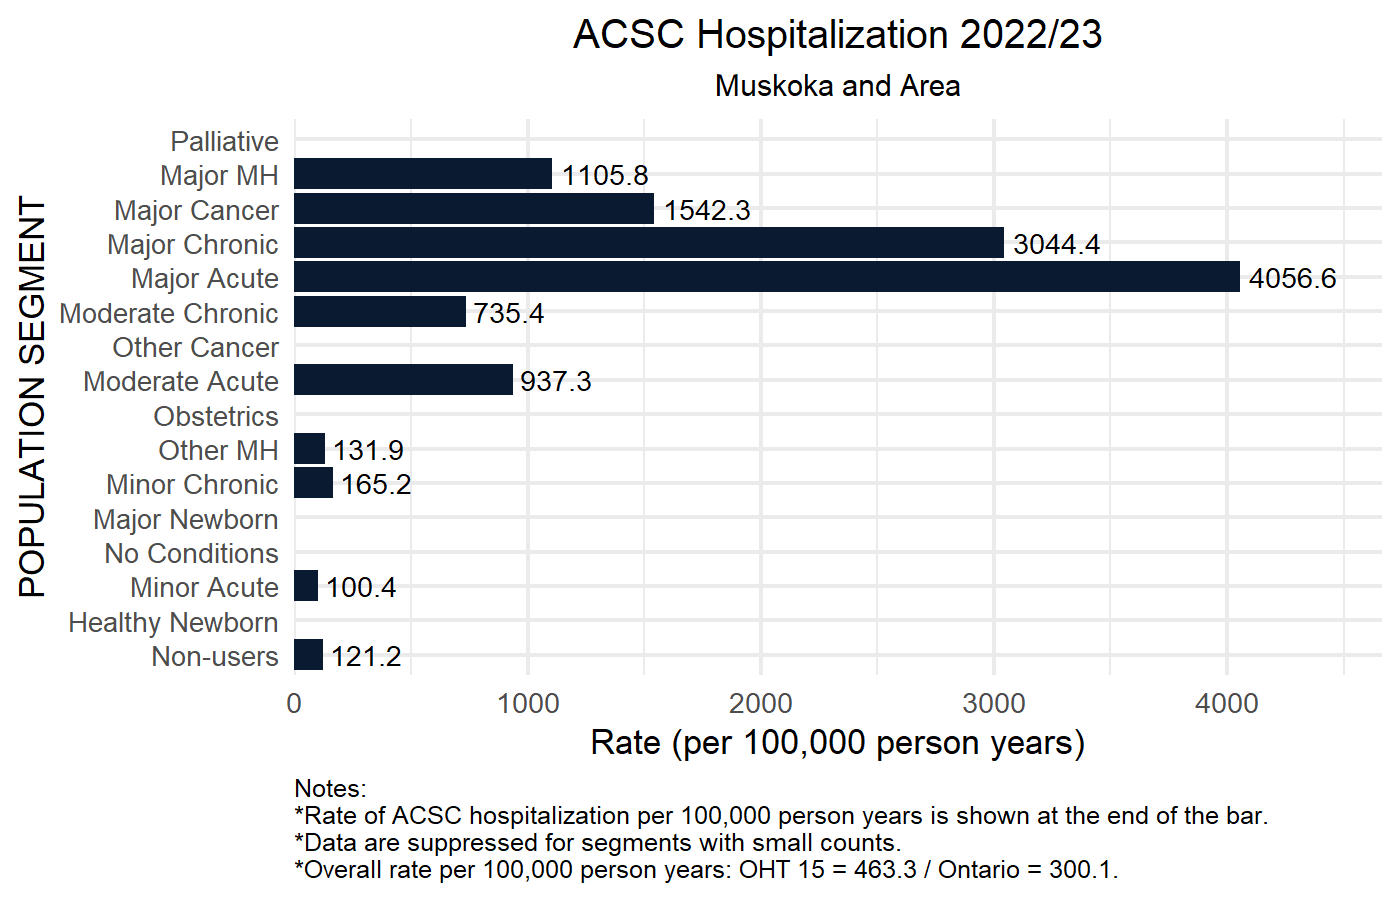 ACSC Hospitalization 2022/23
Muskoka and Area
POPULATION SEGMENT
Palliative
Major MH 1105.8
Major Cancer 1542.3
Major Chronic 3044.4
Major Acute 4056.6
Moderate Chronic 735.4
Other Cancer
Moderate Acute 937.3
Obstetrics
Other MH 131.9
Minor Chronic 165.2
Major Newborn
No Conditions
Minor Acute 100.4
Healthy Newborn
Non-users 121.2
0 1000 2000 3000 4000
Rate (per 100,000 person years)
Notes:
*Rate of ACSC hospitalization per 100,000 person years is shown at the end of the bar.
*Data are suppressed for segments with small counts.
*Overall rate per 100,000 person years: OHT 15 = 463.3 / Ontario = 300.1.